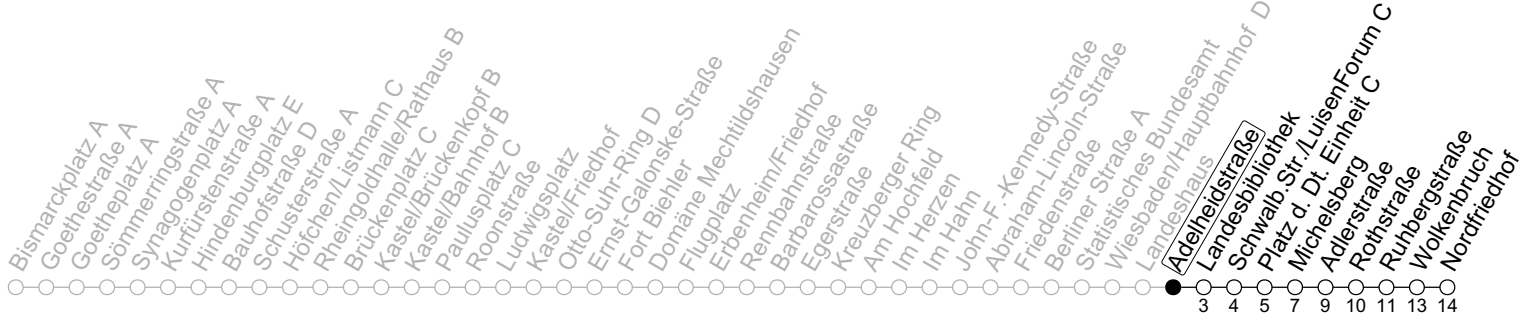 Bismarckplatz A
Goethestraße A
Goetheplatz A
Sömmerringstraße A
Synagogenplatz A
Kurfürstenstraße A
Hindenburgplatz E
Bauhofstraße D
Schusterstraße A
Höfchen/Listmann C
Rheingoldhalle/Rathaus B
Brückenplatz C
Kastel/Brückenkopf B
Kastel/Bahnhof B
Paulusplatz C
Roonstraße
Ludwigsplatz
Kastel/Friedhof
Otto-Suhr-Ring D
Ernst-Galonske-Straße
Fort Biehler
Domäne Mechtildshausen
Flugplatz
Erbenheim/Friedhof
Rennbahnstraße
Barbarossastraße
Egerstraße
Kreuzberger Ring
Am Hochfeld
Im Herzen
Im Hahn
John-F.-Kennedy-Straße
Abraham-Lincoln-Straße
Friedenstraße
Berliner Straße A
Statistisches Bundesamt
Wiesbaden/Hauptbahnhof D
Landeshaus
Adelheidstraße
Landesbibliothek
Schwalb.Str./LuisenForum C
Platz d. Dt. Einheit C
Michelsberg
Adlerstraße
Rothstraße
Ruhbergstraße
Wolkenbruch
Nordfriedhof
3 4 5 7 9 10 11 13 14